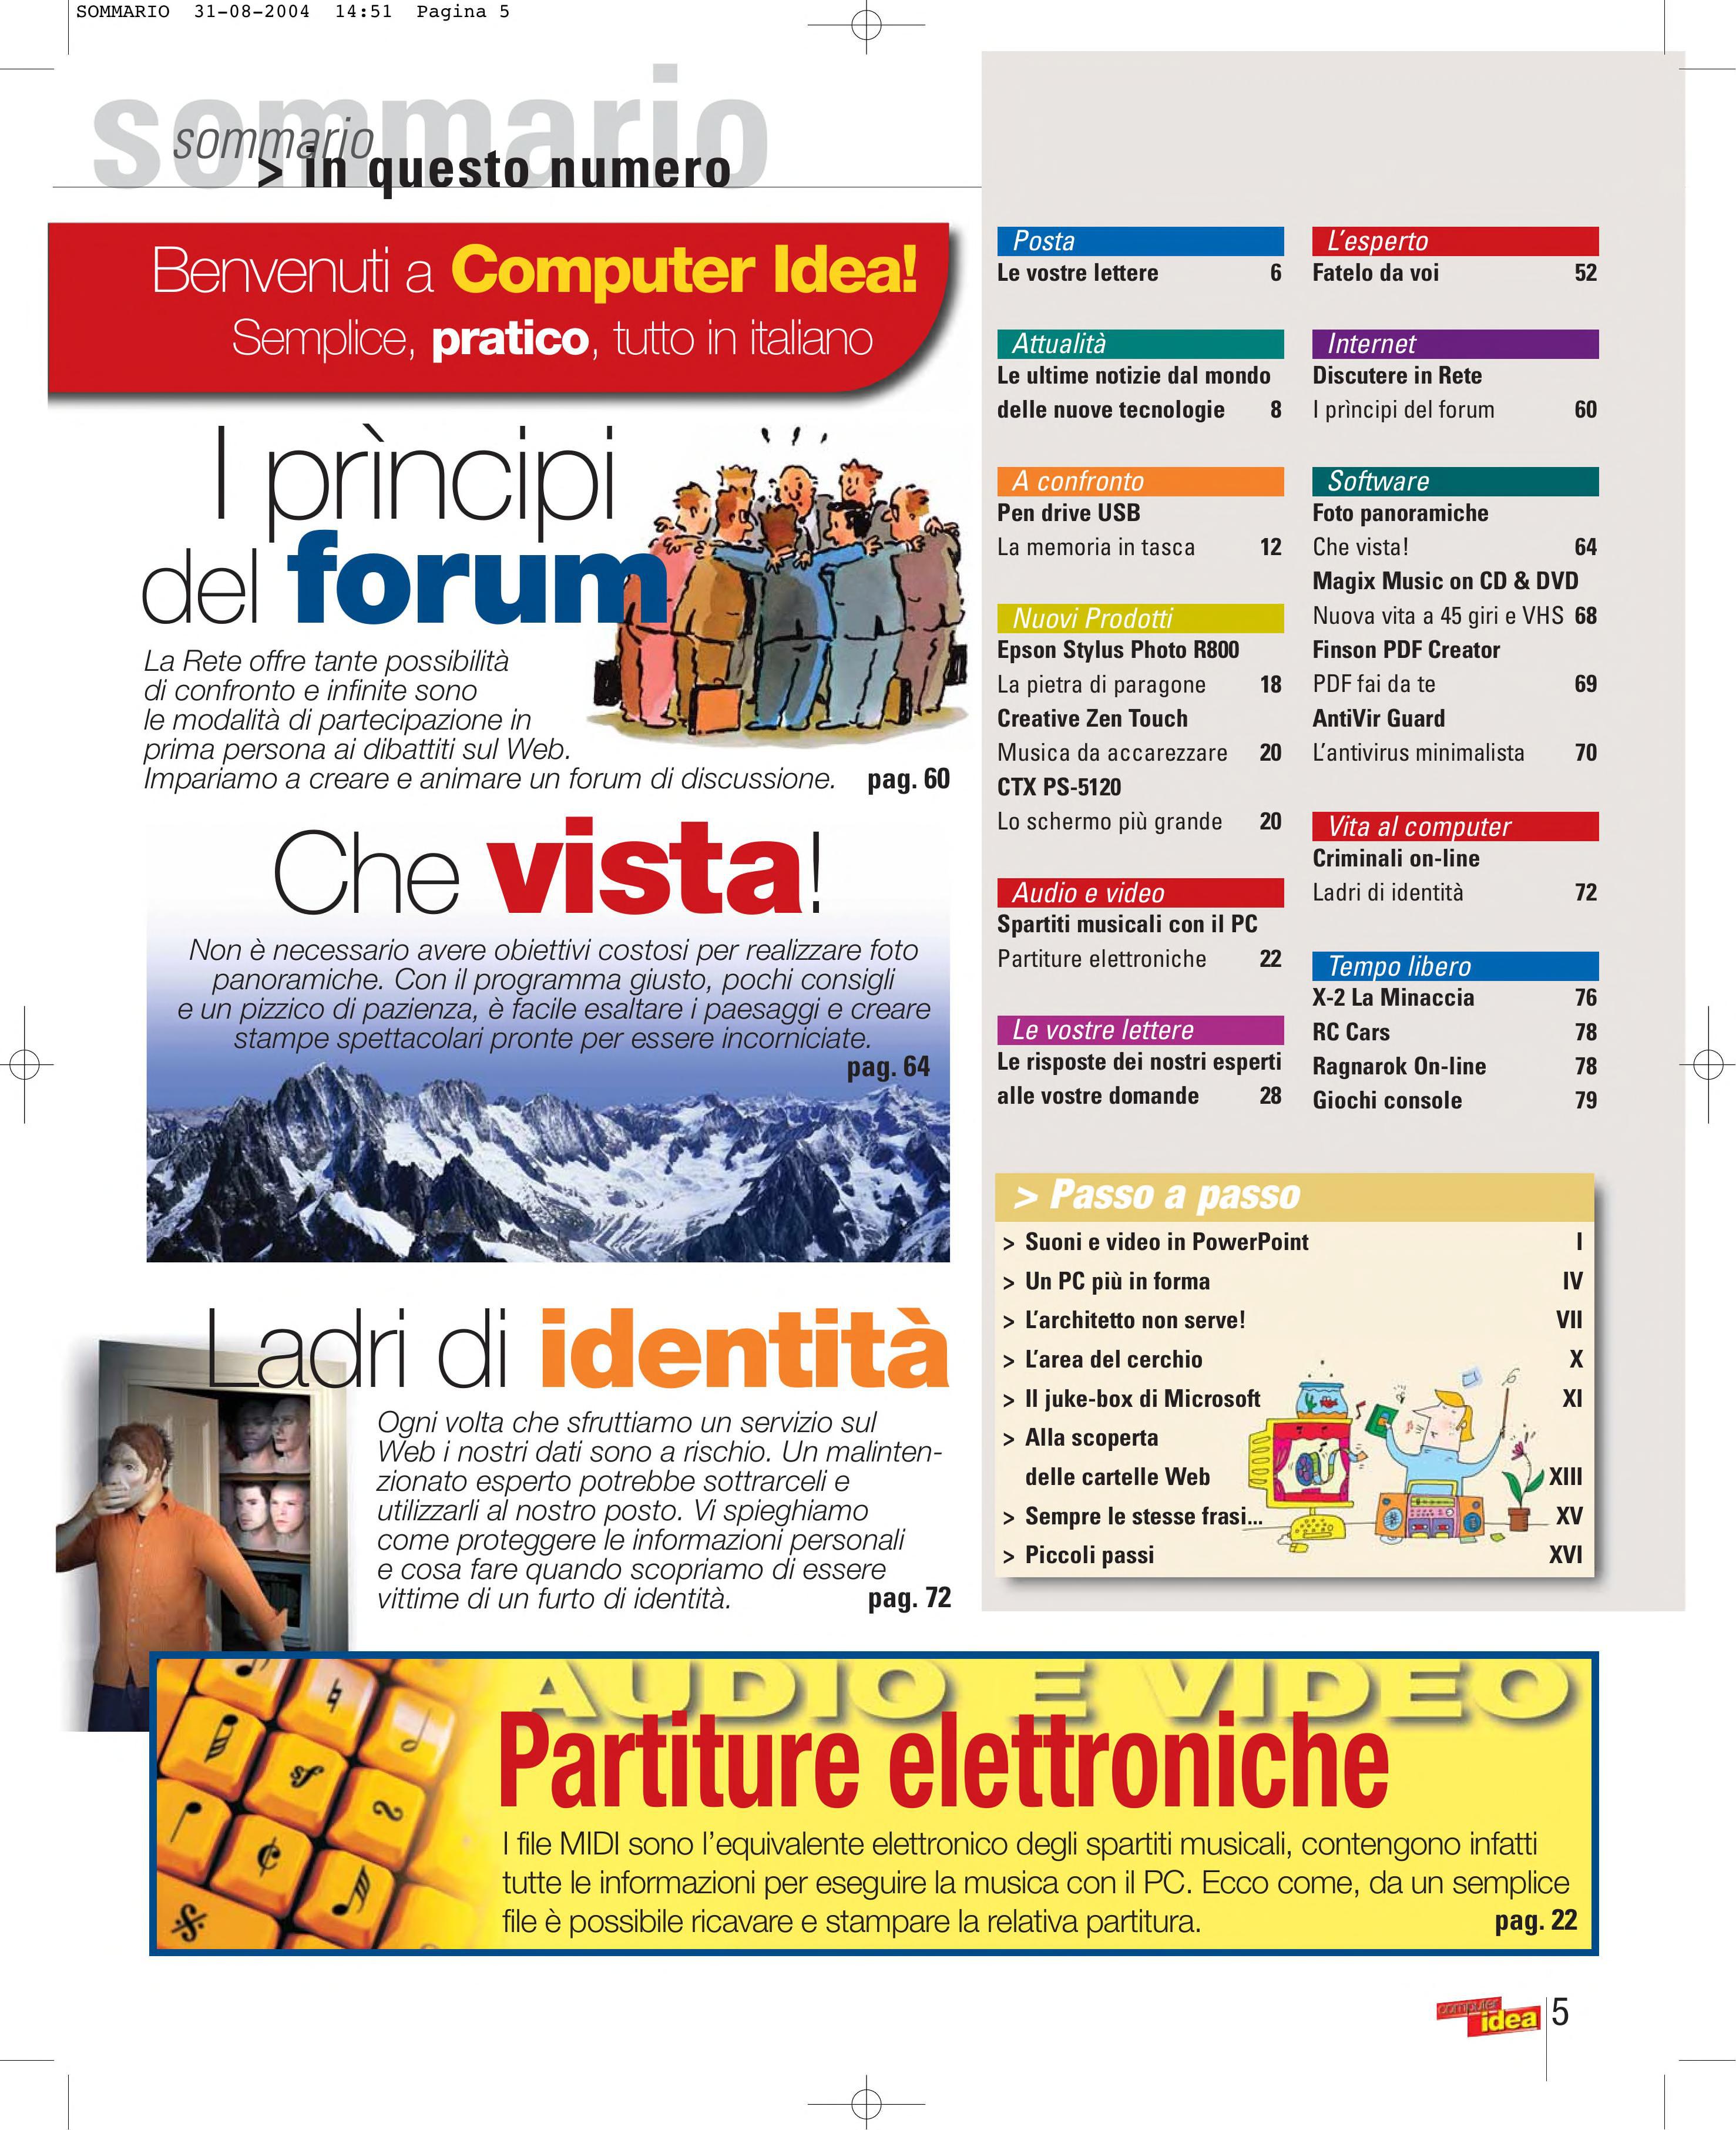 SOMMARIO 31-08-2004 14:51 Pagina 5
sommario
sommario
> in questo numero
Benvenuti a Computer Idea!
Semplice, pratico, tutto in italiano
I prìncipi
del forum
La Rete offre tante possibilità
di confronto e infinite sono
le modalità di partecipazione in
prima persona ai dibattiti sul Web.
Impariamo a creare e animare un forum di discussione. pag. 60
Che vista!
Non è necessario avere obiettivi costosi per realizzare foto
panoramiche. Con il programma giusto, pochi consigli
e un pizzico di pazienza, è facile esaltare i paesaggi e creare
stampe spettacolari pronte per essere incorniciate.
pag. 64
Ladri di identità
Ogni volta che sfruttiamo un servizio sul
Web i nostri dati sono a rischio. Un malinten-
zionato esperto potrebbe sottrarceli e
utilizzarli al nostro posto. Vi spieghiamo
come proteggere le informazioni personali
e cosa fare quando scopriamo di essere
vittime di un furto di identità. pag. 72
Posta
Le vostre lettere 6
Attualità
Le ultime notizie dal mondo
delle nuove tecnologie 8
A confronto
Pen drive USB
La memoria in tasca 12
Nuovi Prodotti
Epson Stylus Photo R800
La pietra di paragone 18
Creative Zen Touch
Musica da accarezzare 20
CTX PS-5120
Lo schermo più grande 20
Audio e video
Spartiti musicali con il PC
Partiture elettroniche 22
Le vostre lettere
Le risposte dei nostri esperti
alle vostre domande 28
L'esperto
Fatelo da voi 52
Internet
Discutere in Rete
I prìncipi del forum 60
Software
Foto panoramiche
Che vista! 64
Magix Music on CD & DVD
Nuova vita a 45 giri e VHS 68
Finson PDF Creator
PDF fai da te 69
AntiVir Guard
L'antivirus minimalista 70
Vita al computer
Criminali on-line
Ladri di identità 72
Tempo libero
X-2 La Minaccia 76
RC Cars 78
Ragnarok On-line 78
Giochi console 79
> Passo a passo
> Suoni e video in PowerPoint I
> Un PC più in forma IV
> L'architetto non serve! VII
> L'area del cerchio X
> Il juke-box di Microsoft XI
> Alla scoperta
delle cartelle Web XIII
> Sempre le stesse frasi... XV
> Piccoli passi XVI
AUDIO E VIDEO
Partiture elettroniche
I file MIDI sono l'equivalente elettronico degli spartiti musicali, contengono infatti
tutte le informazioni per eseguire la musica con il PC. Ecco come, da un semplice
file è possibile ricavare e stampare la relativa partitura. pag. 22
computer
idea 5